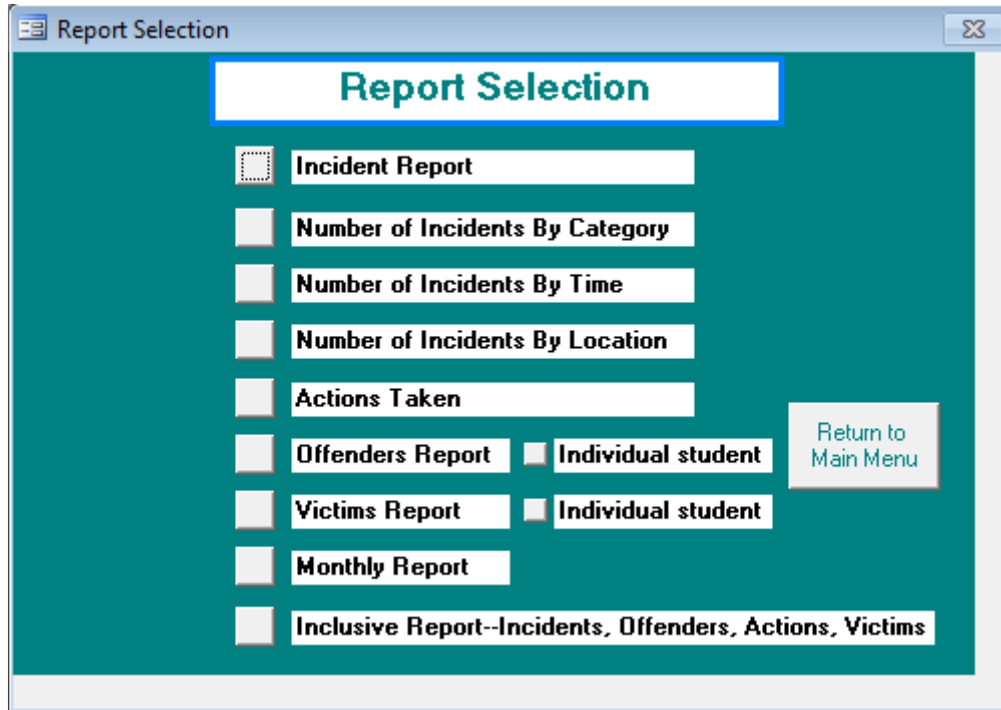 Report Selection
Report Selection
Incident Report
Number of Incidents By Category
Number of Incidents By Time
Number of Incidents By Location
Actions Taken
Offenders Report
Individual student
Return to
Main Menu
Victims Report
Individual student
Monthly Report
Inclusive Report--Incidents, Offenders, Actions, Victims